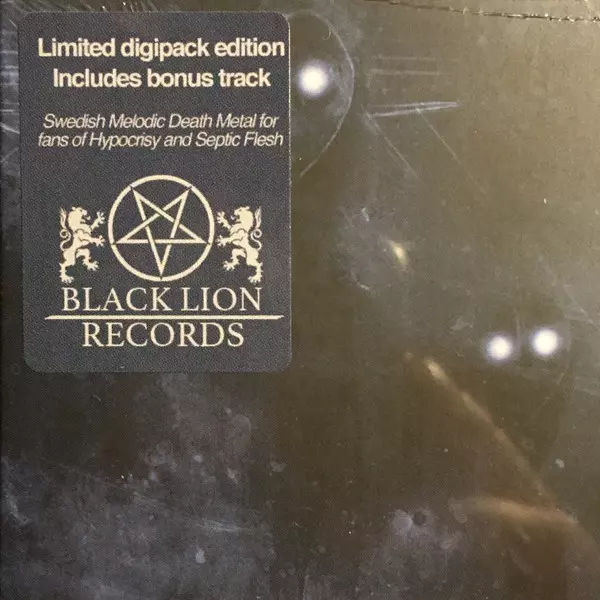 Limited digipack edition
Includes bonus track
Swedish Melodic Death Metal for
fans of Hypocrisy and Septic Flesh
BLACK LION
RECORDS